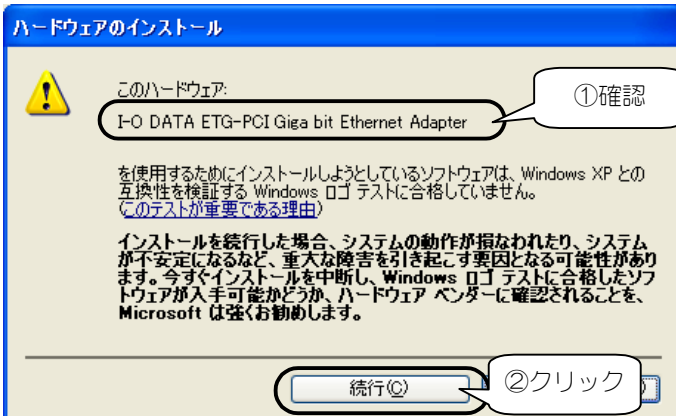 ハードウェアのインストール
このハードウェア:
①確認
I-O DATA ETG-PCI Giga bit Ethernet Adapter
を使用するためにインストールしようとしているソフトウェアは、Windows XP との
互換性を検証する Windows ロゴ テストに合格していません。
(このテストが重要である理由)
インストールを続行した場合、システムの動作が損なわれたり、システム
が不安定になるなど、重大な障害を引き起こす要因となる可能性があり
ます。今すぐインストールを中断し、Windows ロゴ テストに合格したソフ
トウェアが入手可能かどうか、ハードウェア ベンダーに確認されることを、
Microsoft は強くお勧めします。
続行(C)
②クリック